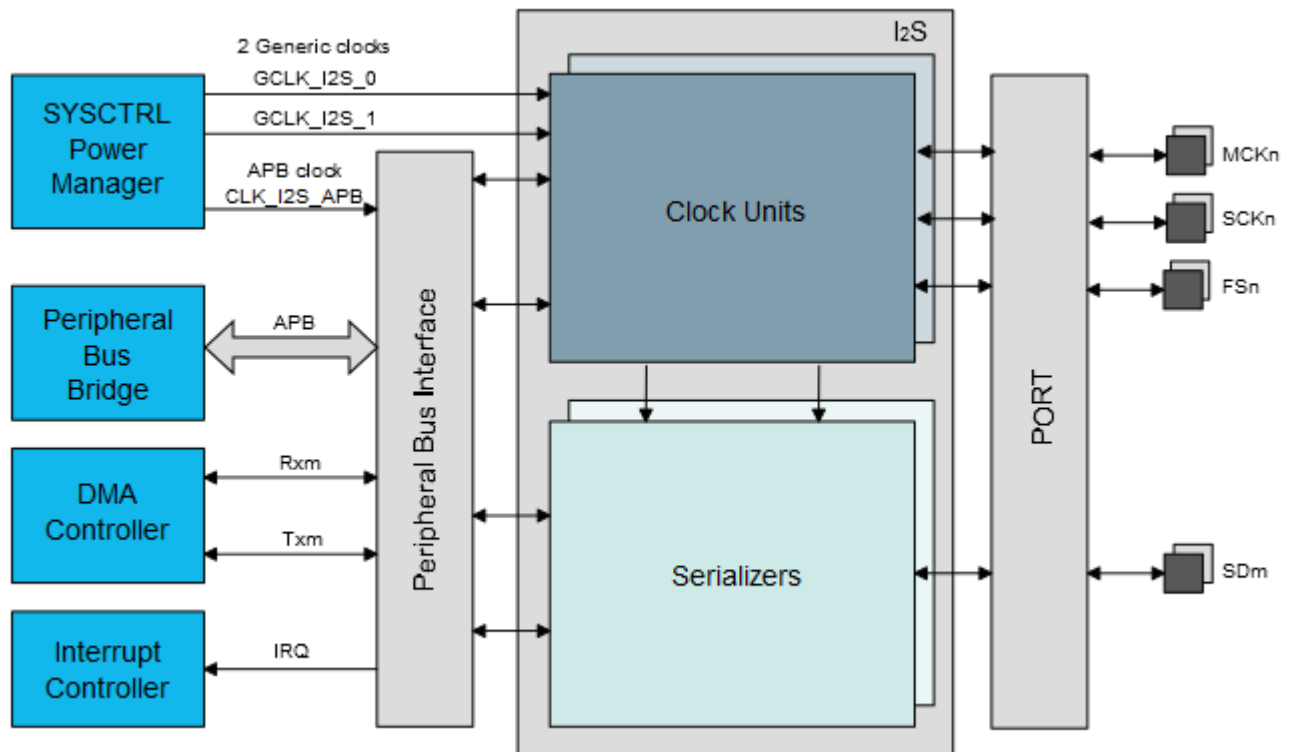 I2S
2 Generic clocks
GCLK_I2S_0
GCLK_I2S_1
SYSCTRL
Power
Manager
APB clock
CLK_I2S_APB
Clock Units
MCKn
SCKn
FSn
Peripheral
Bus
Bridge
APB
Peripheral Bus Interface
PORT
DMA
Controller
Rxm
Txm
Serializers
SDm
Interrupt
Controller
IRQ